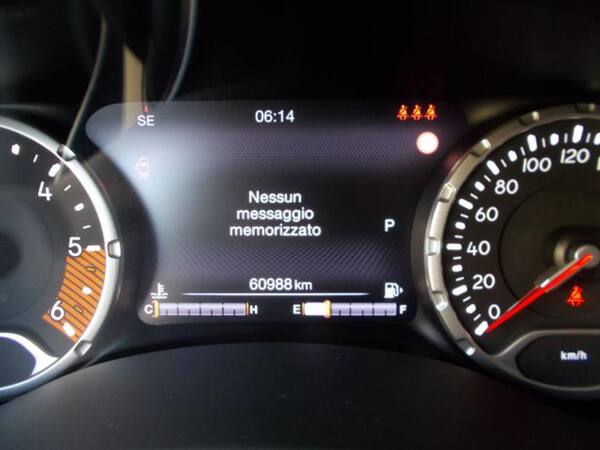 SE 06:14
Nessun
messaggio
memorizzato
P
60988 km
C H E F
4
5
6
0
20
40
60
80
100
120
km/h